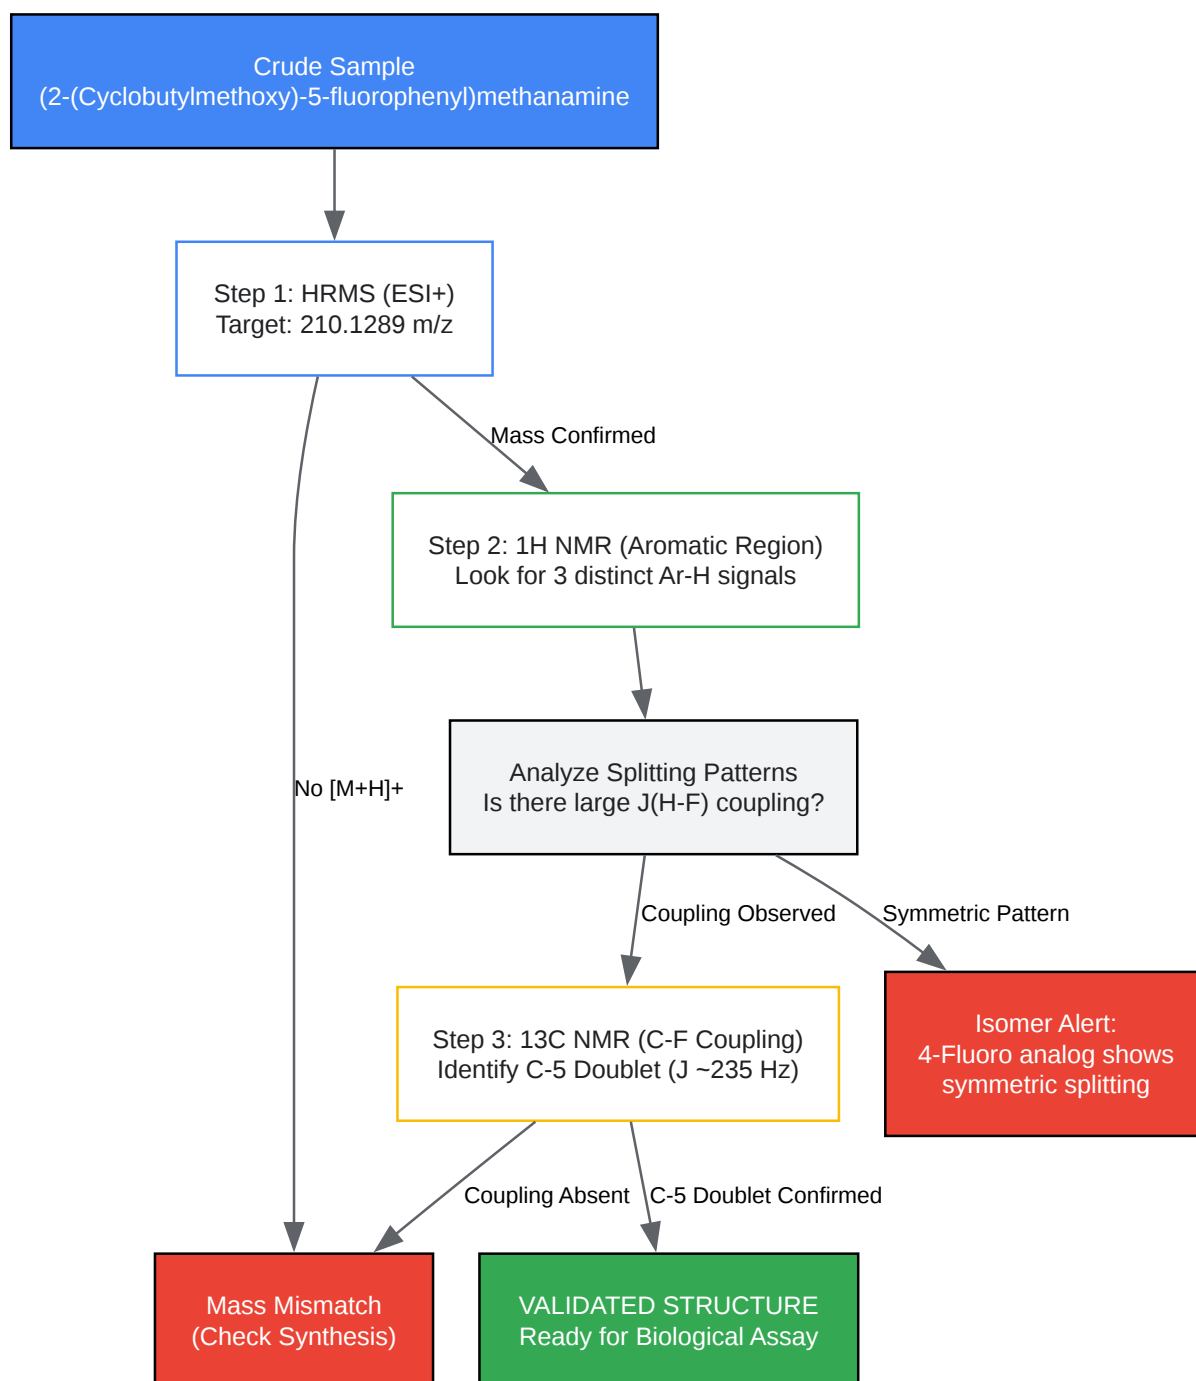 Crude Sample
(2-(Cyclobutylmethoxy)-5-fluorophenyl)methanamine
Step 1: HRMS (ESI+)
Target: 210.1289 m/z
Mass Confirmed
Step 2: 1H NMR (Aromatic Region)
Look for 3 distinct Ar-H signals
No [M+H]+
Analyze Splitting Patterns
Is there large J(H-F) coupling?
Coupling Observed
Symmetric Pattern
Step 3: 13C NMR (C-F Coupling)
Identify C-5 Doublet (J ~235 Hz)
Isomer Alert:
4-Fluoro analog shows
symmetric splitting
Coupling Absent
C-5 Doublet Confirmed
Mass Mismatch
(Check Synthesis)
VALIDATED STRUCTURE
Ready for Biological Assay